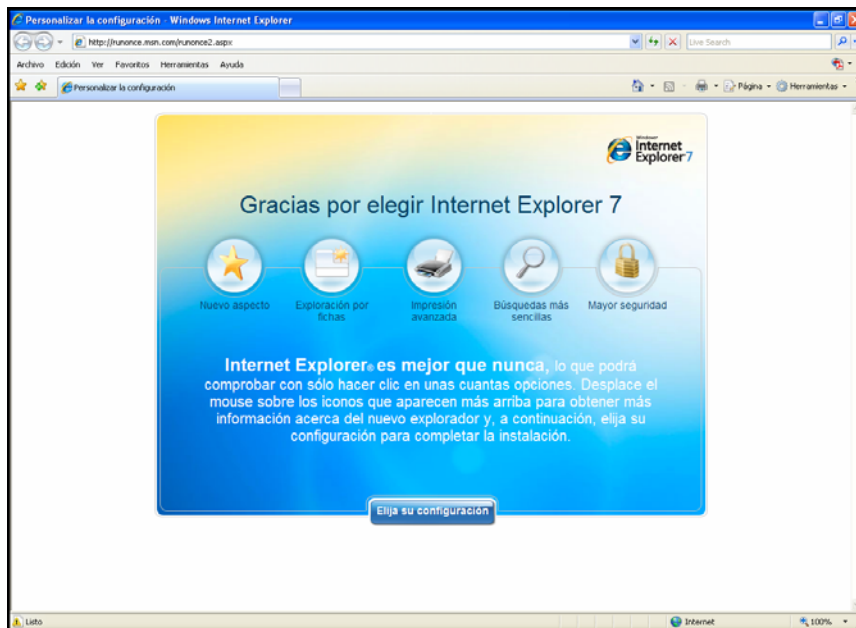 Personalizar la configuración - Windows Internet Explorer
http://runonce.msn.com/runonce2.aspx
Live Search
Archivo Edición Ver Favoritos Herramientas Ayuda
Personalizar la configuración
Página Herramientas
Windows
Internet
Explorer 7
Gracias por elegir Internet Explorer 7
Nuevo aspecto
Exploración por
fichas
Impresión
avanzada
Búsquedas más
sencillas
Mayor seguridad
Internet Explorer® es mejor que nunca, lo que podrá
comprobar con sólo hacer clic en unas cuantas opciones. Desplace el
mouse sobre los iconos que aparecen más arriba para obtener más
información acerca del nuevo explorador y, a continuación, elija su
configuración para completar la instalación.
Elija su configuración
Listo
Internet
100%